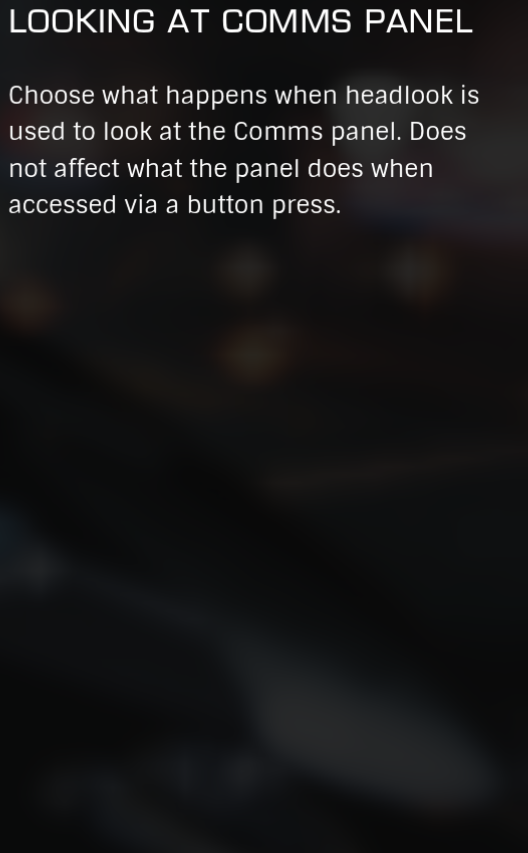 LOOKING AT COMMS PANEL
Choose what happens when headlook is
used to look at the Comms panel. Does
not affect what the panel does when
accessed via a button press.